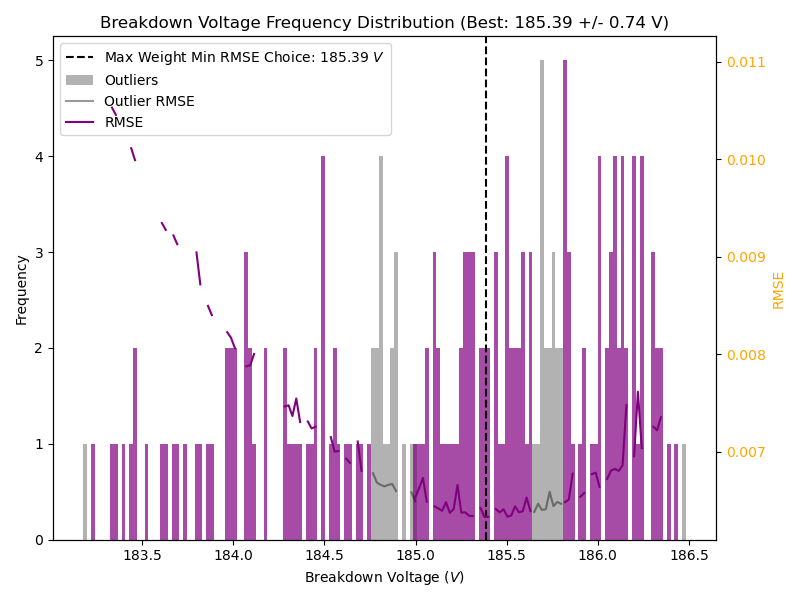 Breakdown Voltage Frequency Distribution (Best: 185.39 +/- 0.74 V)
Max Weight Min RMSE Choice: 185.39 V
Outliers
Outlier RMSE
RMSE
5
4
3
2
1
0
Frequency
0.011
0.010
0.009
0.008
0.007
RMSE
183.5 184.0 184.5 185.0 185.5 186.0 186.5
Breakdown Voltage (V)